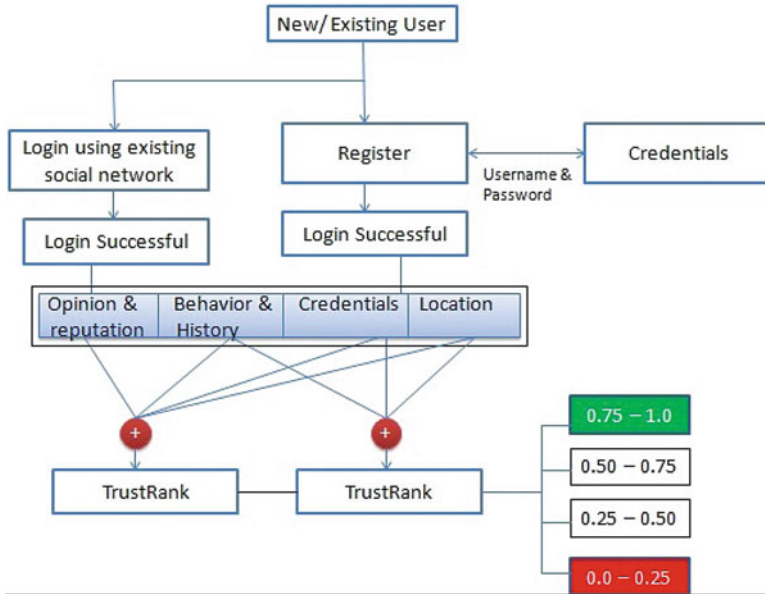 New/Existing User
Login using existing
social network
Register
Credentials
Username &
Password
Login Successful
Login Successful
Opinion &
reputation
Behavior &
History
Credentials
Location
+
+
TrustRank
TrustRank
0.75 – 1.0
0.50 – 0.75
0.25 – 0.50
0.0 – 0.25